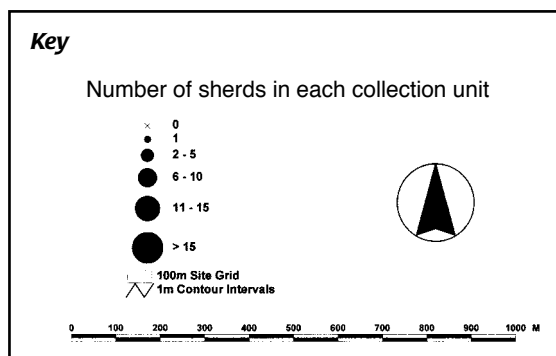 Key
Number of sherds in each collection unit
0
1
2 - 5
6 - 10
11 - 15
> 15
100m Site Grid
1m Contour Intervals
0 100 200 300 400 500 600 700 800 900 1000 M